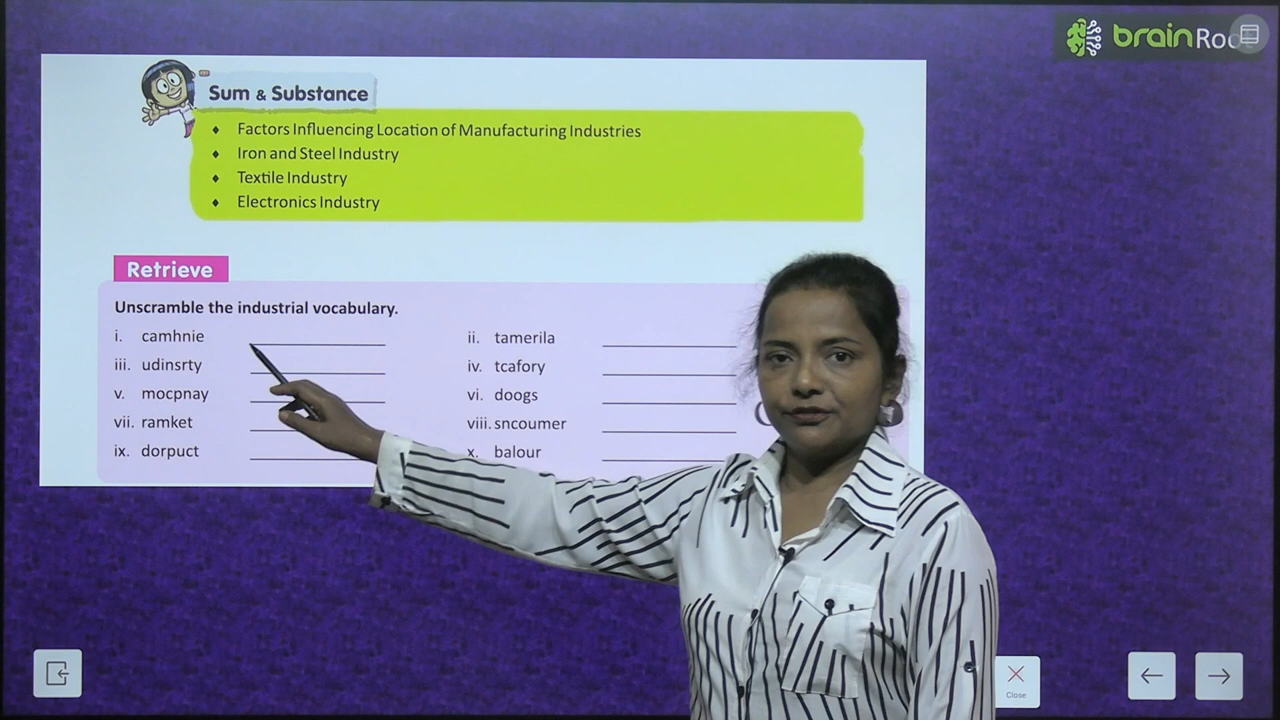 brainRo
Sum & Substance
♦ Factors Influencing Location of Manufacturing Industries
♦ Iron and Steel Industry
♦ Textile Industry
♦ Electronics Industry
Retrieve
Unscramble the industrial vocabulary.
i. camhnie ii. tamerila
iii. udinsrty iv. tcafory
v. mocpnay vi. doogs
vii. ramket viii. sncoumer
ix. dorpuct x. balour
Close